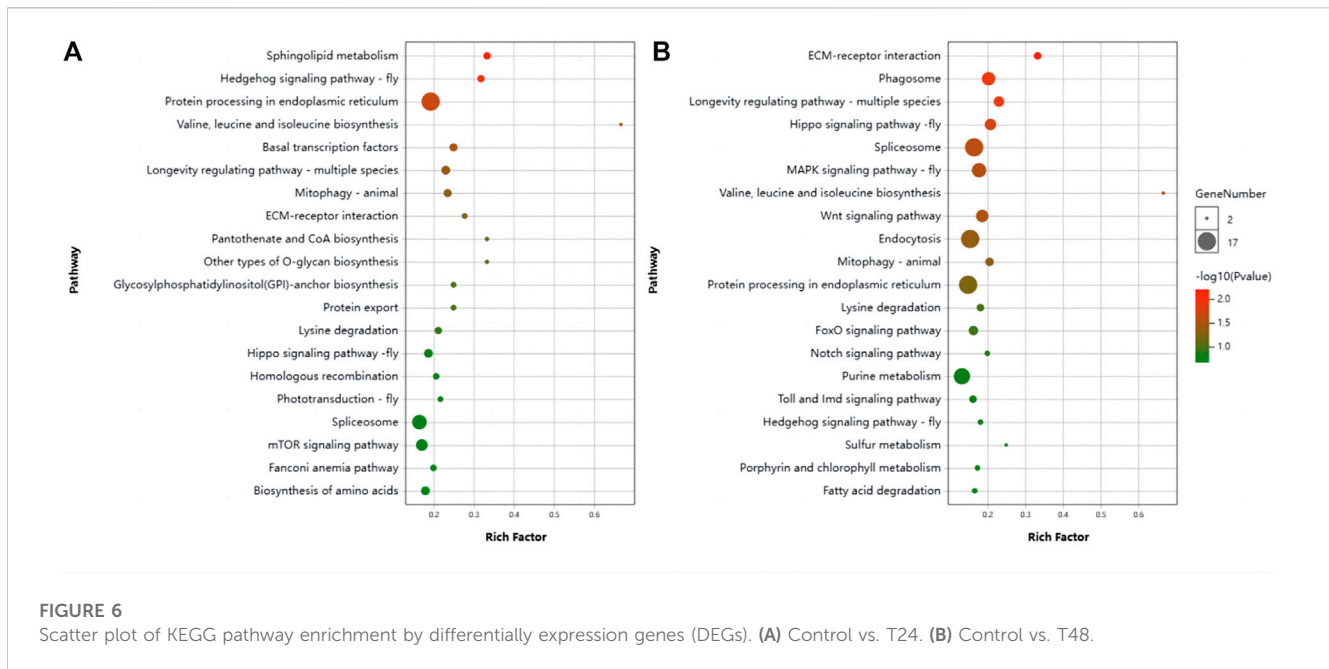 A
Pathway
Sphingolipid metabolism
Hedgehog signaling pathway - fly
Protein processing in endoplasmic reticulum
Valine, leucine and isoleucine biosynthesis
Basal transcription factors
Longevity regulating pathway - multiple species
Mitophagy - animal
ECM-receptor interaction
Pantothenate and CoA biosynthesis
Other types of O-glycan biosynthesis
Glycosylphosphatidylinositol(GPI)-anchor biosynthesis
Protein export
Lysine degradation
Hippo signaling pathway -fly
Homologous recombination
Phototransduction - fly
Spliceosome
mTOR signaling pathway
Fanconi anemia pathway
Biosynthesis of amino acids
0.2 0.3 0.4 0.5 0.6
Rich Factor
B
Pathway
ECM-receptor interaction
Phagosome
Longevity regulating pathway - multiple species
Hippo signaling pathway -fly
Spliceosome
MAPK signaling pathway - fly
Valine, leucine and isoleucine biosynthesis
Wnt signaling pathway
Endocytosis
Mitophagy - animal
Protein processing in endoplasmic reticulum
Lysine degradation
FoxO signaling pathway
Notch signaling pathway
Purine metabolism
Toll and Imd signaling pathway
Hedgehog signaling pathway - fly
Sulfur metabolism
Porphyrin and chlorophyll metabolism
Fatty acid degradation
0.2 0.3 0.4 0.5 0.6
Rich Factor
GeneNumber
2
17
-log10(Pvalue)
2.0
1.5
1.0
FIGURE 6
Scatter plot of KEGG pathway enrichment by differentially expression genes (DEGs). (A) Control vs. T24. (B) Control vs. T48.